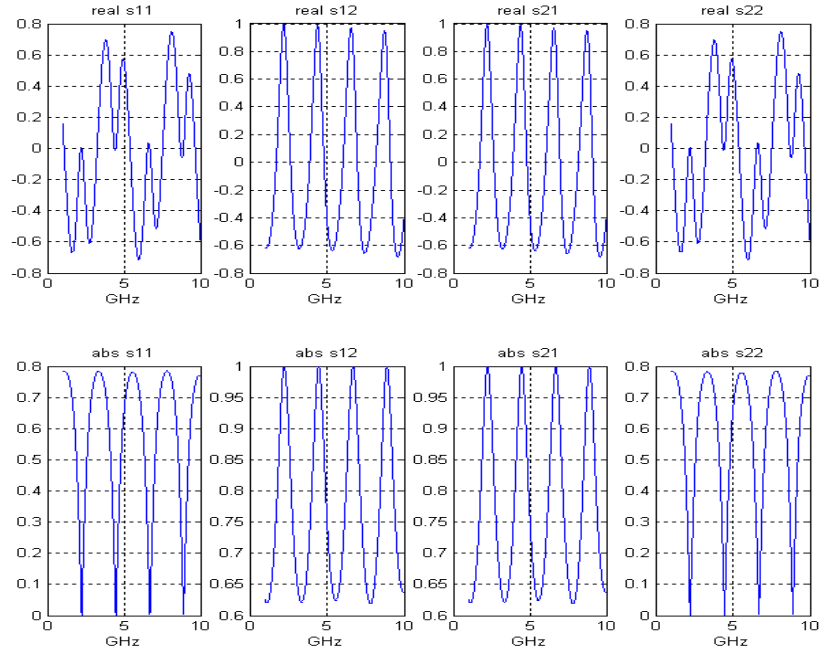 real s11 real s12 real s21 real s22
0.8 1 1 0.8
0.6 0.8 0.8 0.6
0.4 0.6 0.6 0.4
0.2 0.4 0.4 0.2
0 0.2 0.2 0
-0.2 0 0 -0.2
-0.4 -0.2 -0.2 -0.4
-0.6 -0.4 -0.4 -0.6
-0.8 -0.6 -0.6 -0.8
-0.8 -0.8
0 5 10 0 5 10 0 5 10 0 5 10
GHz GHz GHz GHz
abs s11 abs s12 abs s21 abs s22
0.8 1 1 0.8
0.7 0.95 0.95 0.7
0.6 0.9 0.9 0.6
0.5 0.85 0.85 0.5
0.4 0.8 0.8 0.4
0.3 0.75 0.75 0.3
0.2 0.7 0.7 0.2
0.1 0.65 0.65 0.1
0 0.6 0.6 0
0 5 10 0 5 10 0 5 10 0 5 10
GHz GHz GHz GHz